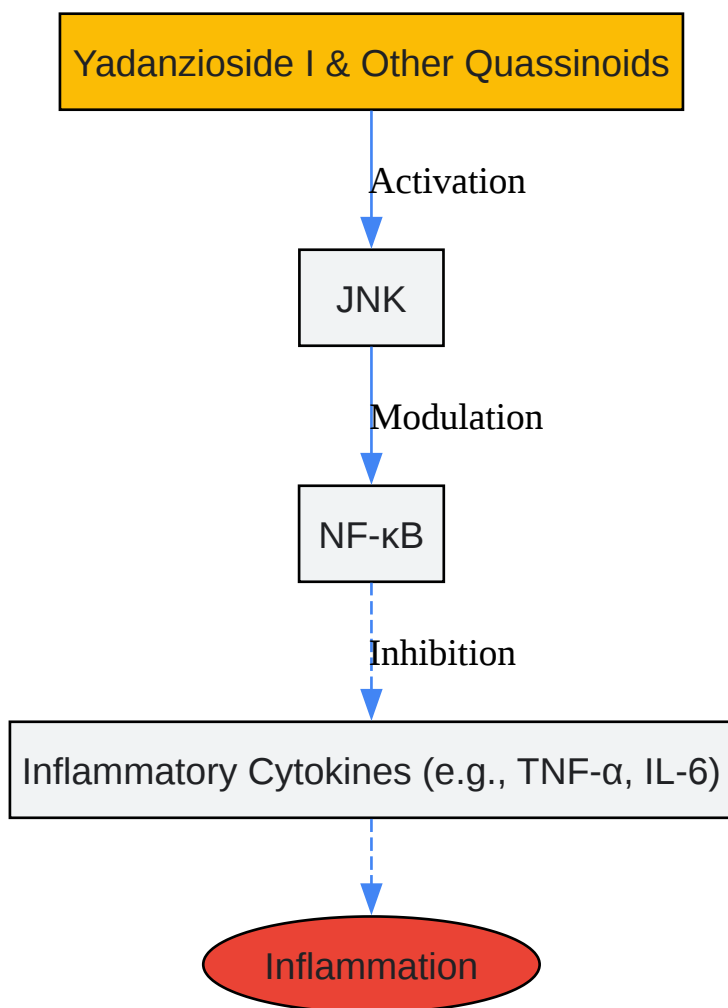 Yadanzioside I & Other Quassinoids
Activation
JNK
Modulation
NF-κB
Inhibition
Inflammatory Cytokines (e.g., TNF-α, IL-6)
Inflammation